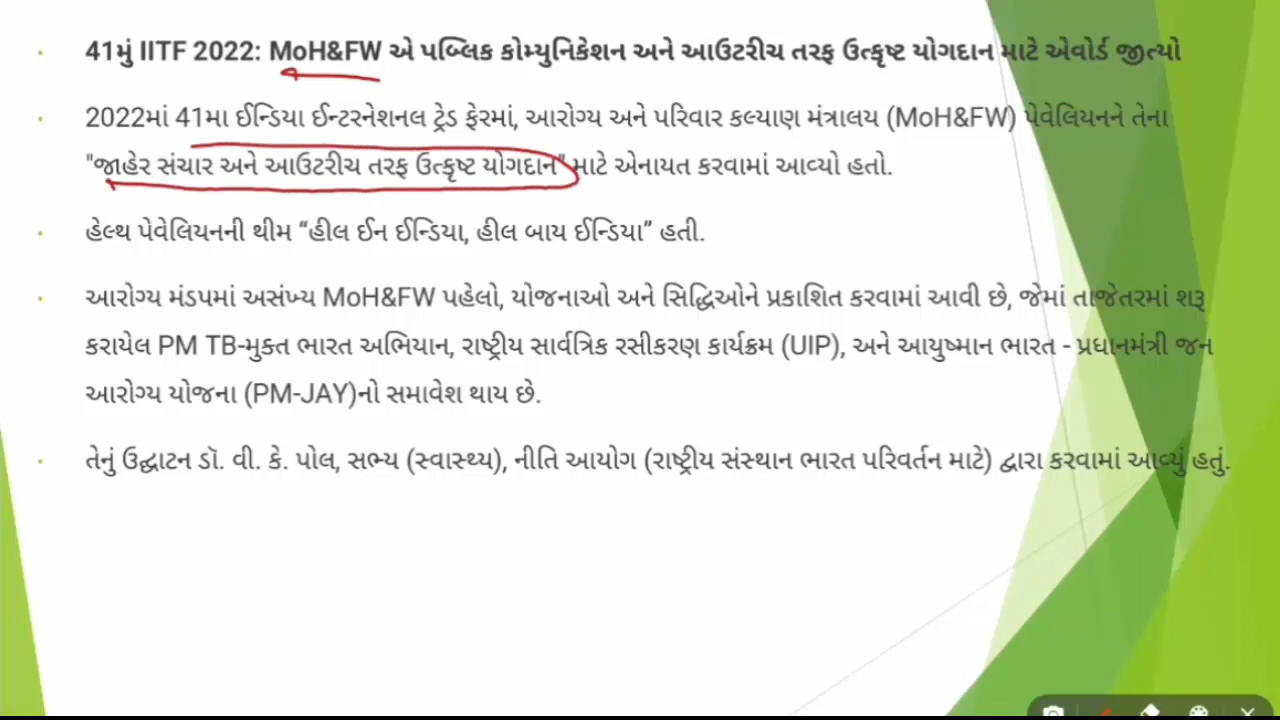 41મું IITF 2022: MoH&FW એ પબ્લિક કોમ્યુનિકેશન અને આઉટરીચ તરફ ઉત્કૃષ્ટ યોગદાન માટે એવોર્ડ જીત્યો
2022માં 41મા ઈન્ડિયા ઈન્ટરનેશનલ ટ્રેડ ફેરમાં, આરોગ્ય અને પરિવાર કલ્યાણ મંત્રાલય (MoH&FW) પેવેલિયનને તેના
"જાહેર સંચાર અને આઉટરીચ તરફ ઉત્કૃષ્ટ યોગદાન" માટે એનાયત કરવામાં આવ્યો હતો.
હેલ્થ પેવેલિયનની થીમ “હીલ ઈન ઈન્ડિયા, હીલ બાય ઈન્ડિયા” હતી.
આરોગ્ય મંડપમાં અસંખ્ય MoH&FW પહેલો, યોજનાઓ અને સિદ્ધિઓને પ્રકાશિત કરવામાં આવી છે, જેમાં તાજેતરમાં શરૂ
કરાયેલ PM TB-મુક્ત ભારત અભિયાન, રાષ્ટ્રીય સાર્વત્રિક રસીકરણ કાર્યક્રમ (UIP), અને આયુષ્માન ભારત - પ્રધાનમંત્રી જન
આરોગ્ય યોજના (PM-JAY)નો સમાવેશ થાય છે.
તેનું ઉદ્ઘાટન ડૉ. વી. કે. પોલ, સભ્ય (સ્વાસ્થ્ય), નીતિ આયોગ (રાષ્ટ્રીય સંસ્થાન ભારત પરિવર્તન માટે) દ્વારા કરવામાં આવ્યું હતું.